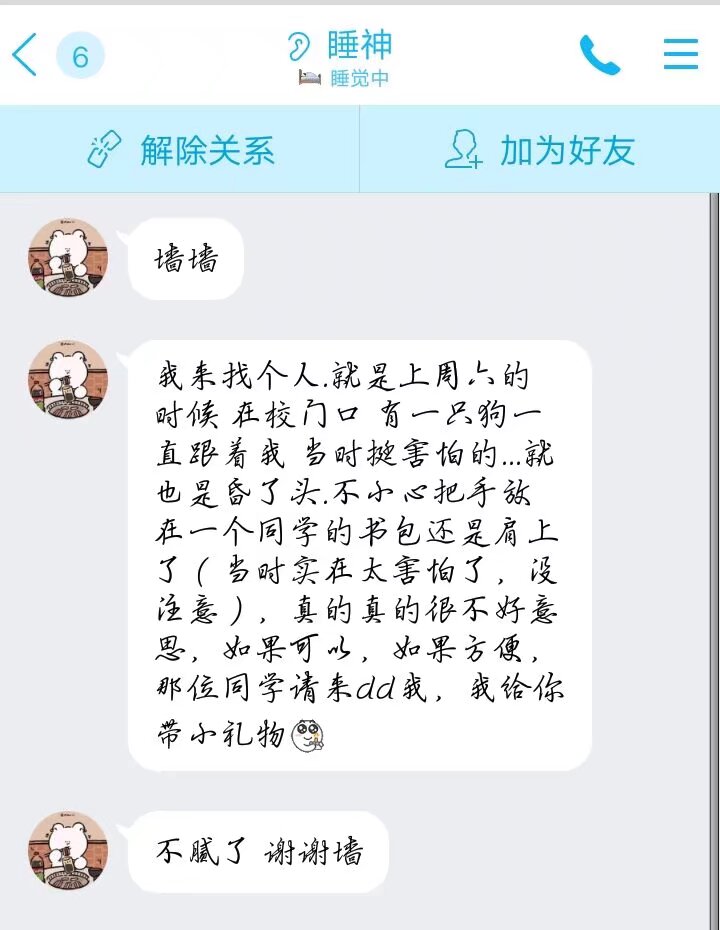 6
睡神
睡觉中
解除关系
加为好友
墙墙
我来找个人.就是上周六的
时候 在校门口 有一只狗一
直跟着我 当时挺害怕的...就
也是昏了头.不小心把手放
在一个同学的书包还是肩上
了（当时实在太害怕了，没
注意），真的真的很不好意
思，如果可以，如果方便，
那位同学请来dd我，我给你
带小礼物
不腻了 谢谢墙